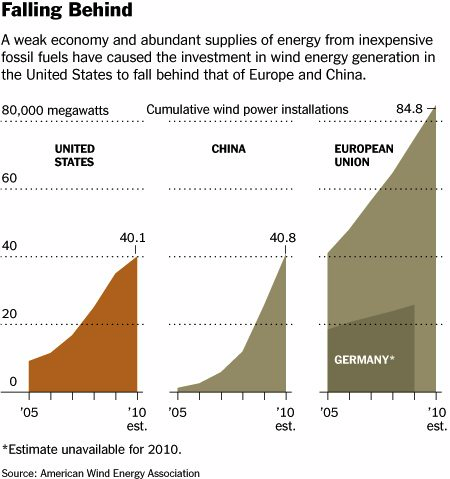 Falling Behind
A weak economy and abundant supplies of energy from inexpensive
fossil fuels have caused the investment in wind energy generation in
the United States to fall behind that of Europe and China.
80,000 megawatts
Cumulative wind power installations
84.8
UNITED
STATES
CHINA
EUROPEAN
UNION
60
40
40.1
40.8
20
GERMANY*
0
’05
’10
est.
’05
’10
est.
’05
’10
est.
*Estimate unavailable for 2010.
Source: American Wind Energy Association